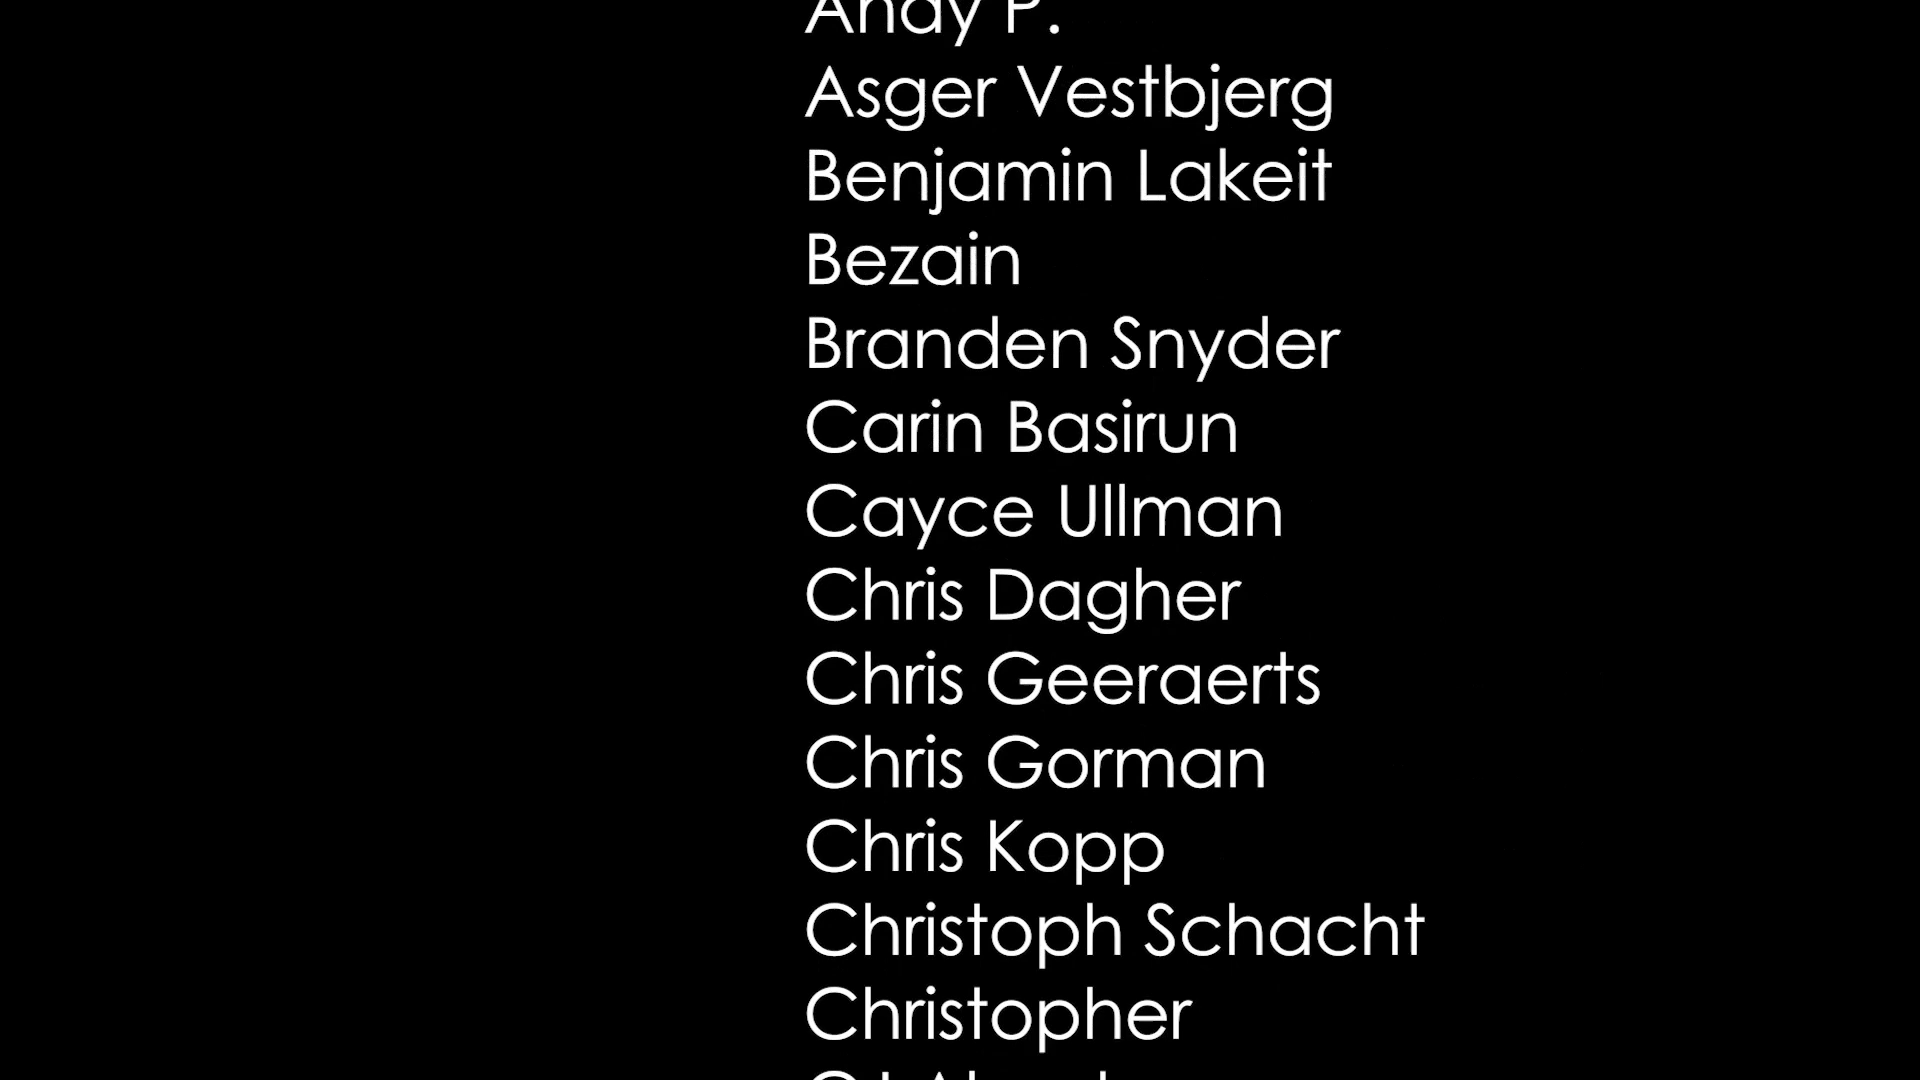 Andy P.
Asger Vestbjerg
Benjamin Lakeit
Bezain
Branden Snyder
Carin Basirun
Cayce Ullman
Chris Dagher
Chris Geeraerts
Chris Gorman
Chris Kopp
Christoph Schacht
Christopher